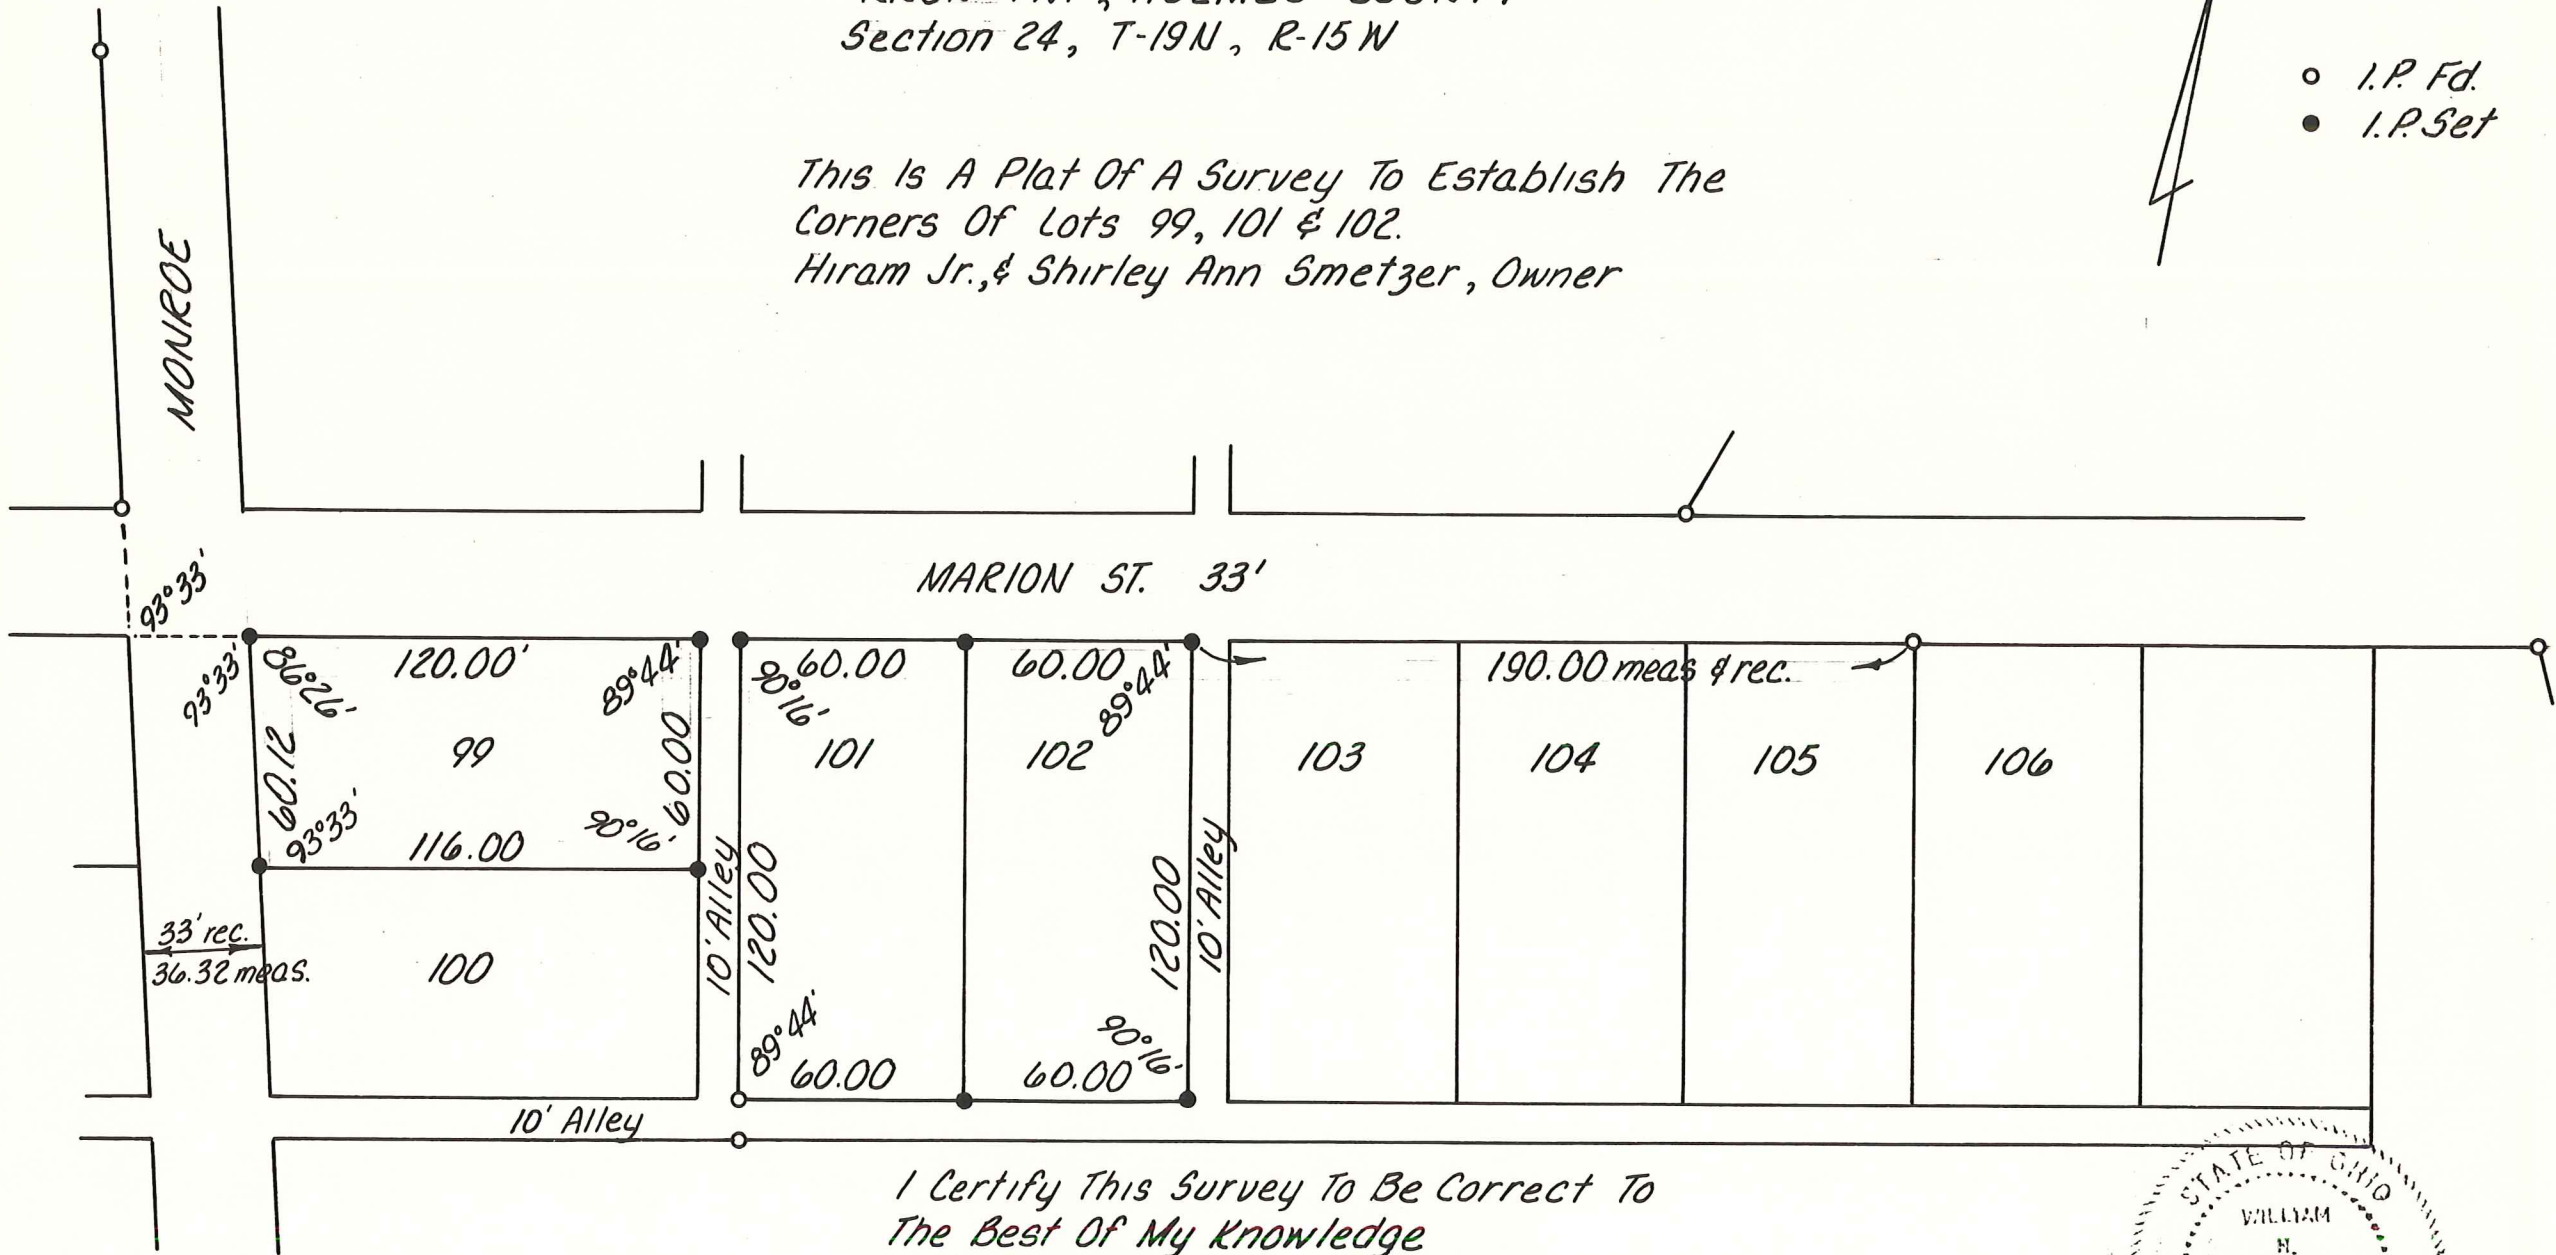 Section 24, T-19N, R-15W
o I.P. Fd.
● I.P. Set
This Is A Plat Of A Survey To Establish The
Corners Of Lots 99, 101 & 102.
Hiram Jr., & Shirley Ann Smetzer, Owner
MONROE
MARION ST. 33'
93°33'
93°33'
86°26'
120.00'
89°44'
90°16'
60.00
60.00
89°44'
190.00 meas & rec.
60.12
99
60.00
101
102
103
104
105
106
93°33'
116.00
90°16'
10' Alley
120.00
120.00
10' Alley
33' rec.
36.32 meas.
100
89°44'
60.00
60.00
90°16'
10' Alley
I Certify This Survey To Be Correct To
The Best Of My Knowledge
STATE OF OHIO
WILLIAM
H.